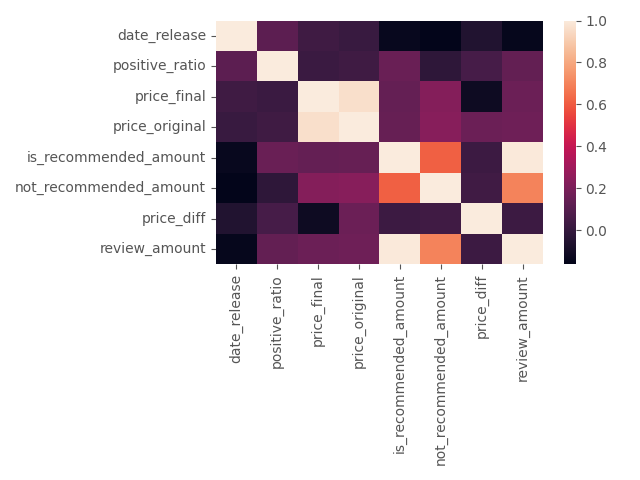 date_release
positive_ratio
price_final
price_original
is_recommended_amount
not_recommended_amount
price_diff
review_amount
date_release
positive_ratio
price_final
price_original
is_recommended_amount
not_recommended_amount
price_diff
review_amount
1.0
0.8
0.6
0.4
0.2
0.0